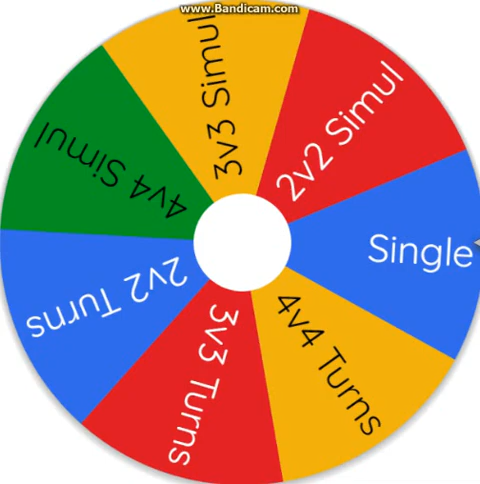 www.Bandicam.com
3v3 Simul
2v2 Simul
Single
4v4 Turns
3v3 Turns
2v2 Turns
4v4 Simul